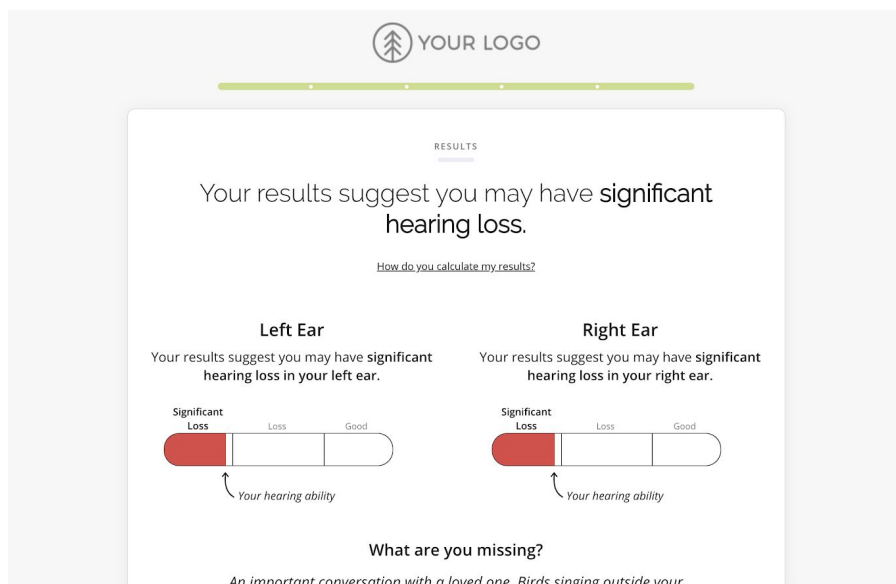 YOUR LOGO
RESULTS
Your results suggest you may have significant
hearing loss.
How do you calculate my results?
Left Ear
Your results suggest you may have significant
hearing loss in your left ear.
Significant
Loss
Loss
Good
Your hearing ability
Right Ear
Your results suggest you may have significant
hearing loss in your right ear.
Significant
Loss
Loss
Good
Your hearing ability
What are you missing?
An important conversation with a loved one. Birds singing outside your